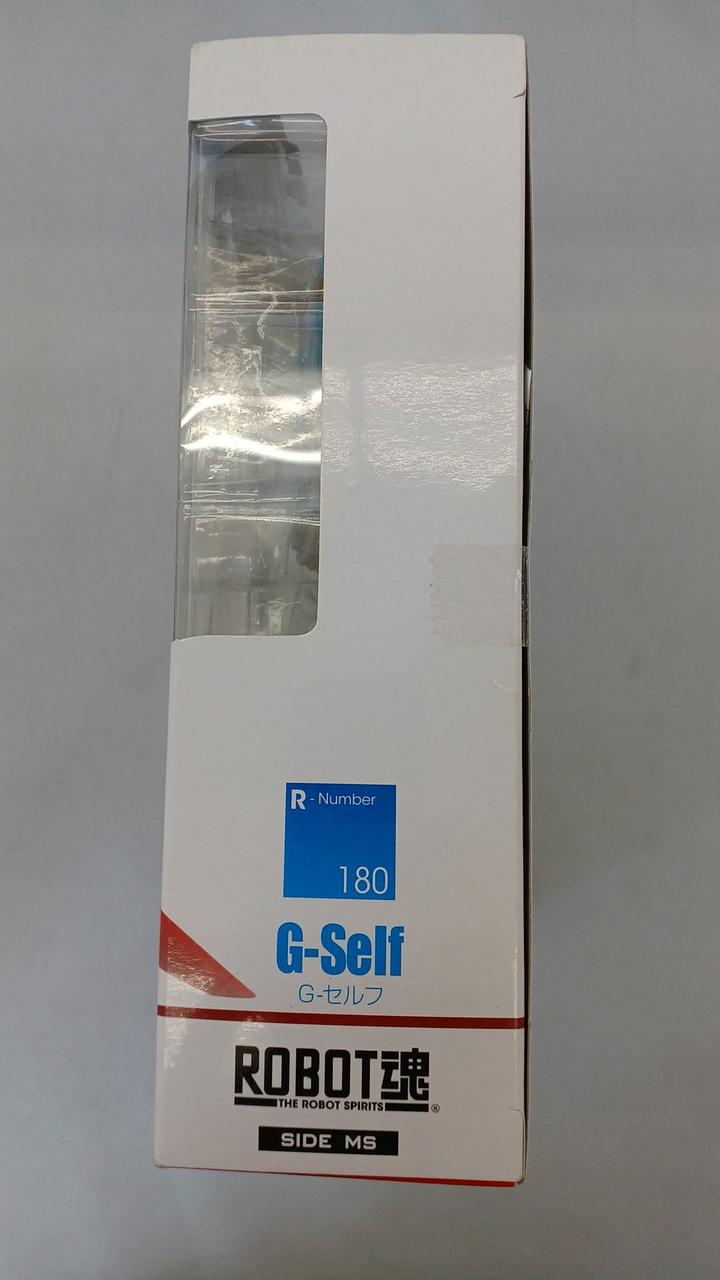 R - Number
180
G-Self
G-セルフ
ROBOT魂
THE ROBOT SPIRITS®
SIDE MS